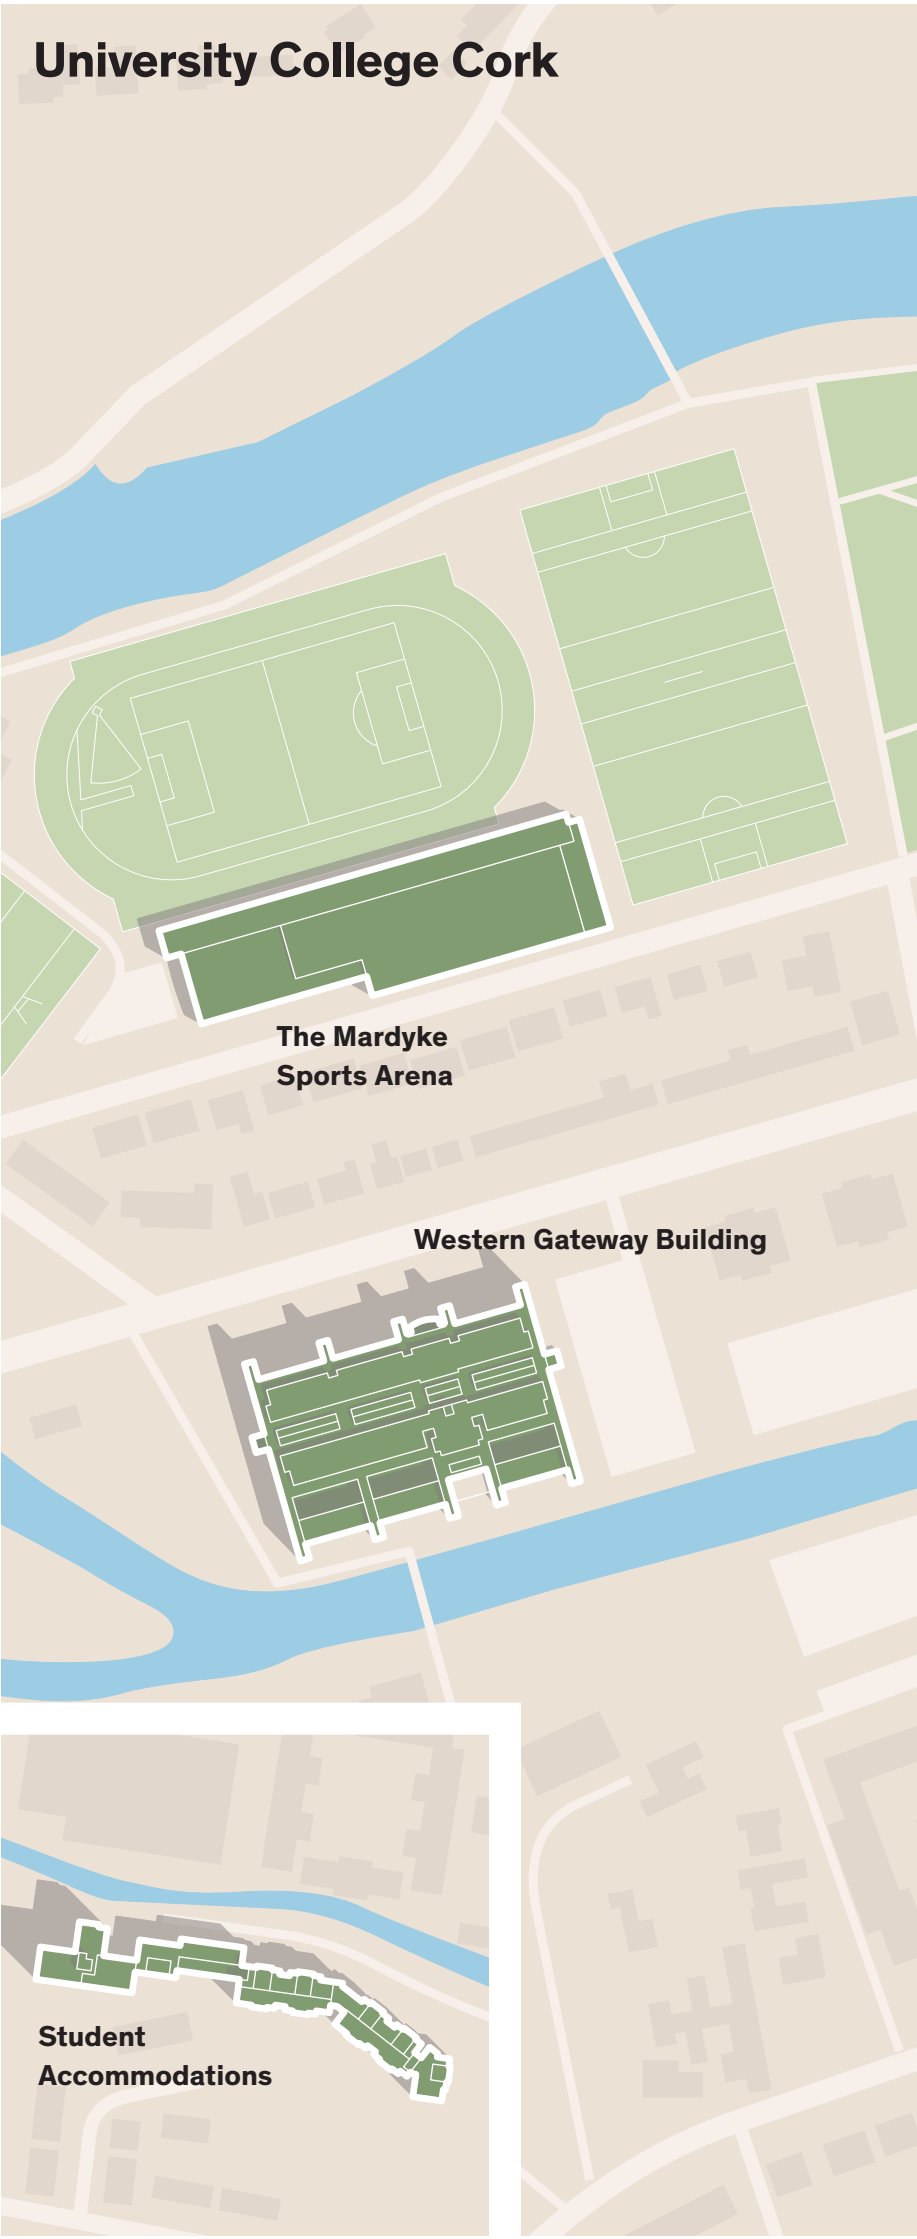 University College Cork
The Mardyke
Sports Arena
Western Gateway Building
Student
Accommodations